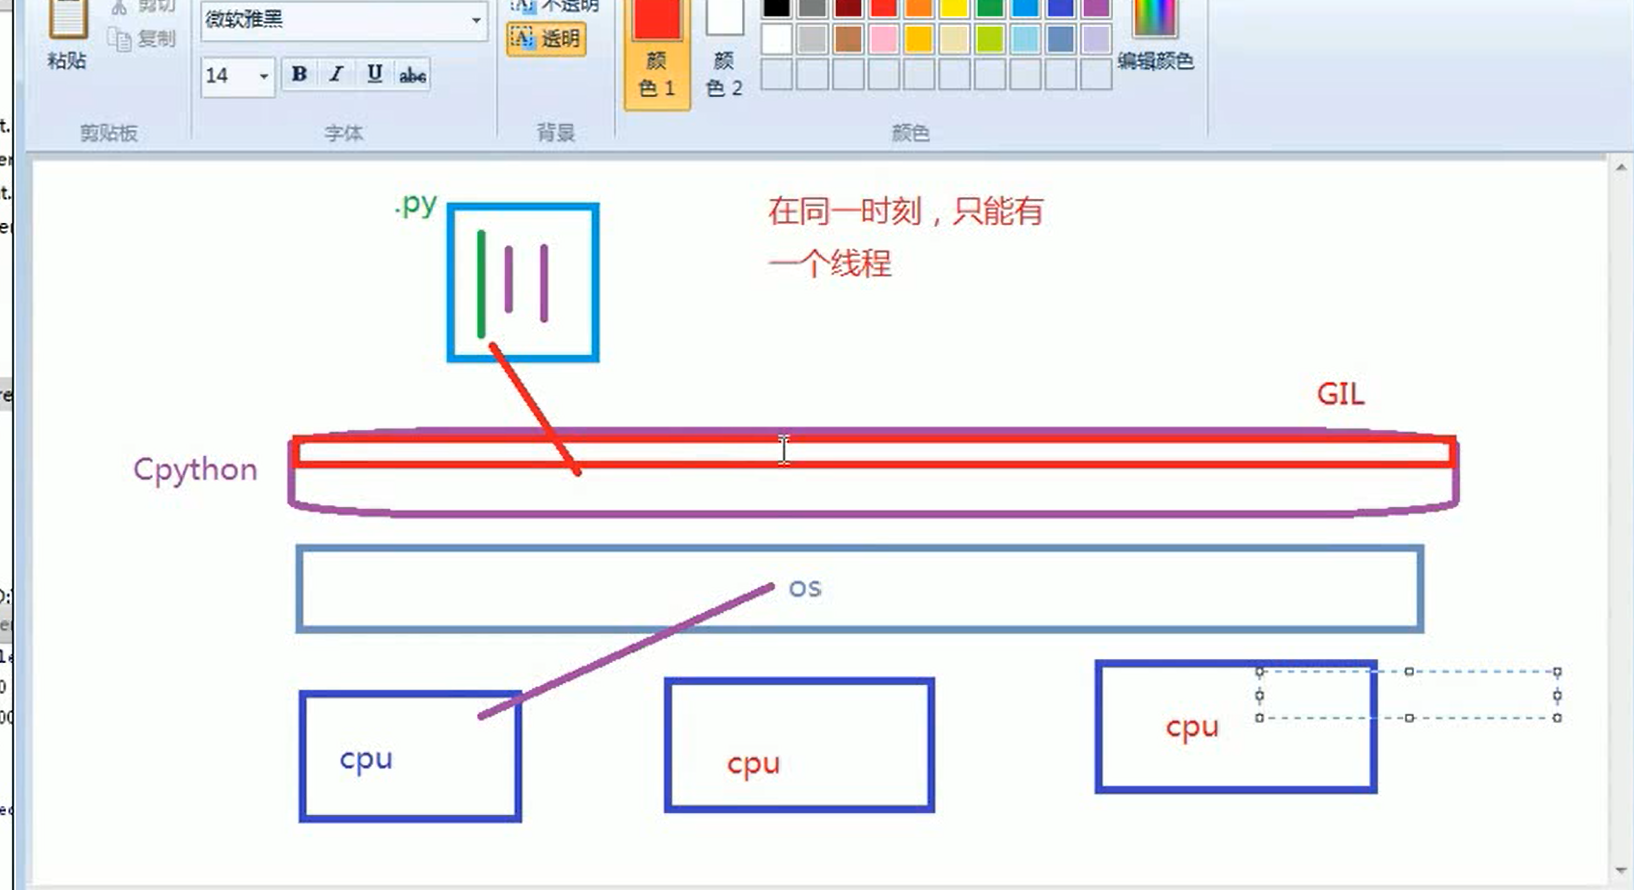 剪切
不透明
微软雅黑
复制
透明
粘贴
颜
色 1
颜
色 2
编辑颜色
14
B I U abc
剪贴板
字体
背景
颜色
.py
在同一时刻，只能有
一个线程
GIL
Cpython
os
cpu
cpu
cpu